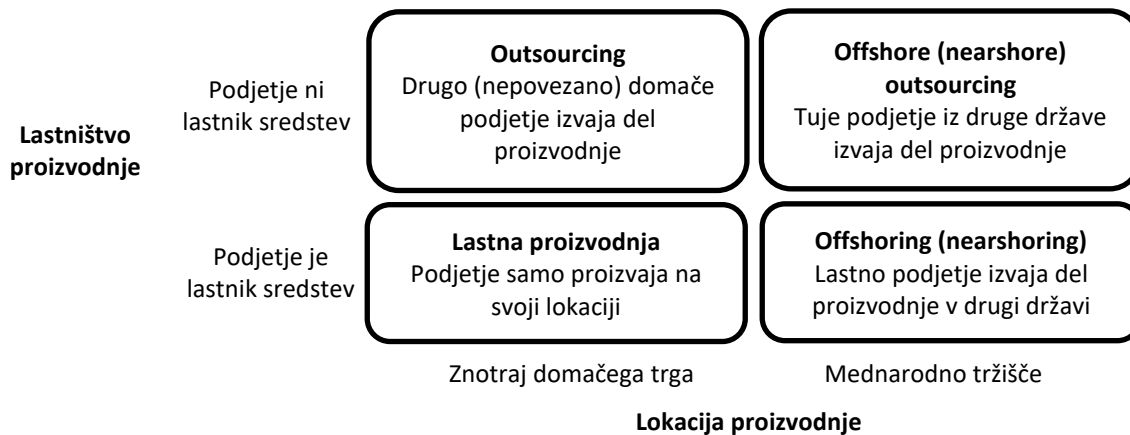 Lastništvo
proizvodnje
Podjetje ni
lastnik sredstev
Outsourcing
Drugo (nepovezano) domače
podjetje izvaja del
proizvodnje
Offshore (nearshore)
outsourcing
Tuje podjetje iz druge države
izvaja del proizvodnje
Podjetje je
lastnik sredstev
Lastna proizvodnja
Podjetje samo proizvaja na
svoji lokaciji
Offshoring (nearshoring)
Lastno podjetje izvaja del
proizvodnje v drugi državi
Znotraj domačega trga
Mednarodno tržišče
Lokacija proizvodnje